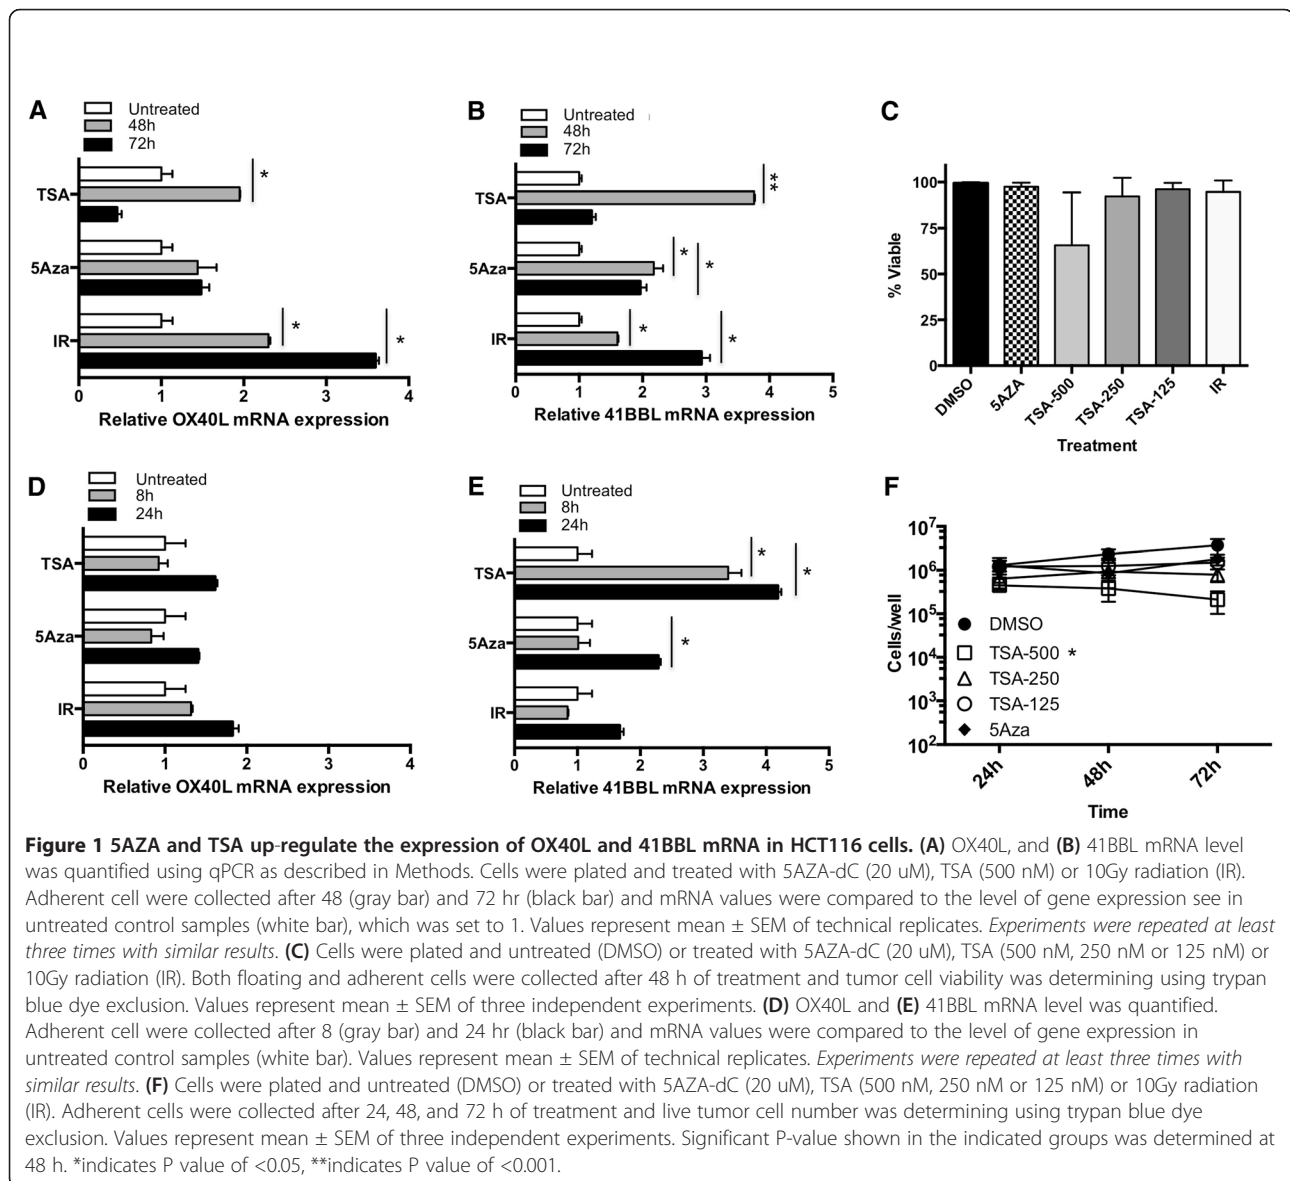 A
Untreated
48h
72h
TSA
5Aza
IR
*
*
*
0 1 2 3 4
Relative OX40L mRNA expression
B
Untreated
48h
72h
TSA
5Aza
IR
**
*
*
*
*
0 1 2 3 4 5
Relative 41BBL mRNA expression
C
% Viable
100
75
50
25
0
DMSO
5AZA
TSA-500
TSA-250
TSA-125
IR
Treatment
D
Untreated
8h
24h
TSA
5Aza
IR
0 1 2 3 4
Relative OX40L mRNA expression
E
Untreated
8h
24h
TSA
5Aza
IR
*
*
*
0 1 2 3 4 5
Relative 41BBL mRNA expression
F
Cells/well
10⁷
10⁶
10⁵
10⁴
10³
10²
DMSO
TSA-500 *
TSA-250
TSA-125
5Aza
24h
48h
72h
Time
Figure 1 5AZA and TSA up-regulate the expression of OX40L and 41BBL mRNA in HCT116 cells. (A) OX40L, and (B) 41BBL mRNA level
was quantified using qPCR as described in Methods. Cells were plated and treated with 5AZA-dC (20 uM), TSA (500 nM) or 10Gy radiation (IR).
Adherent cell were collected after 48 (gray bar) and 72 hr (black bar) and mRNA values were compared to the level of gene expression see in
untreated control samples (white bar), which was set to 1. Values represent mean ± SEM of technical replicates. Experiments were repeated at least
three times with similar results. (C) Cells were plated and untreated (DMSO) or treated with 5AZA-dC (20 uM), TSA (500 nM, 250 nM or 125 nM) or
10Gy radiation (IR). Both floating and adherent cells were collected after 48 h of treatment and tumor cell viability was determining using trypan
blue dye exclusion. Values represent mean ± SEM of three independent experiments. (D) OX40L and (E) 41BBL mRNA level was quantified.
Adherent cell were collected after 8 (gray bar) and 24 hr (black bar) and mRNA values were compared to the level of gene expression in
untreated control samples (white bar). Values represent mean ± SEM of technical replicates. Experiments were repeated at least three times with
similar results. (F) Cells were plated and untreated (DMSO) or treated with 5AZA-dC (20 uM), TSA (500 nM, 250 nM or 125 nM) or 10Gy radiation
(IR). Adherent cells were collected after 24, 48, and 72 h of treatment and live tumor cell number was determining using trypan blue dye
exclusion. Values represent mean ± SEM of three independent experiments. Significant P-value shown in the indicated groups was determined at
48 h. *indicates P value of <0.05, **indicates P value of <0.001.